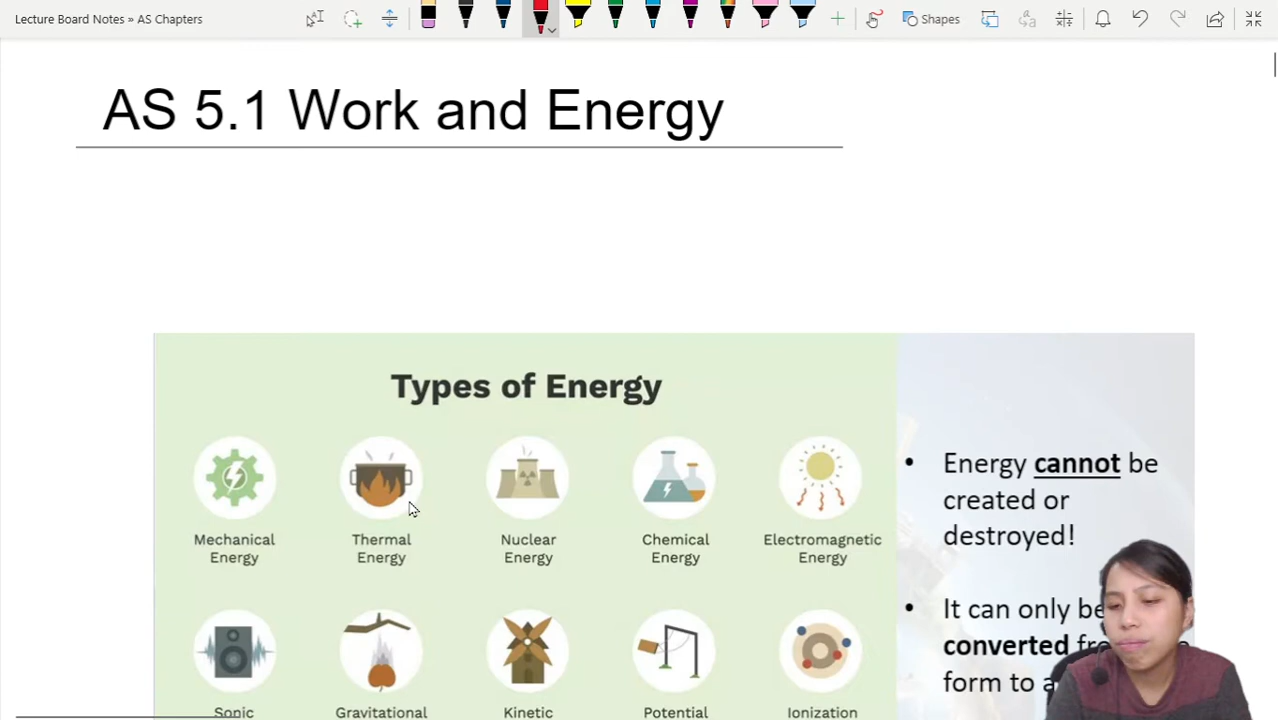 Lecture Board Notes » AS Chapters
Shapes
AS 5.1 Work and Energy
Types of Energy
Mechanical
Energy
Thermal
Energy
Nuclear
Energy
Chemical
Energy
Electromagnetic
Energy
Sonic
Gravitational
Kinetic
Potential
Ionization
• Energy cannot be
created or
destroyed!
• It can only be
converted
form to